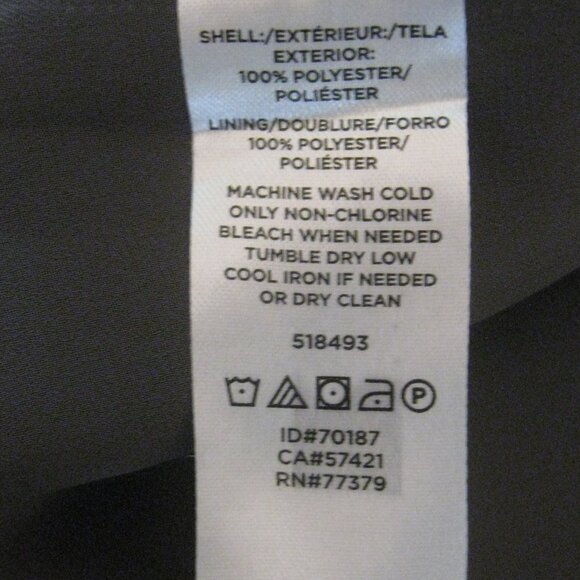 SHELL:/EXTÉRIEUR:/TELA
EXTERIOR:
100% POLYESTER/
POLIÉSTER
LINING/DOUBLURE/FORRO
100% POLYESTER/
POLIÉSTER
MACHINE WASH COLD
ONLY NON-CHLORINE
BLEACH WHEN NEEDED
TUMBLE DRY LOW
COOL IRON IF NEEDED
OR DRY CLEAN
518493
P
ID#70187
CA#57421
RN#77379